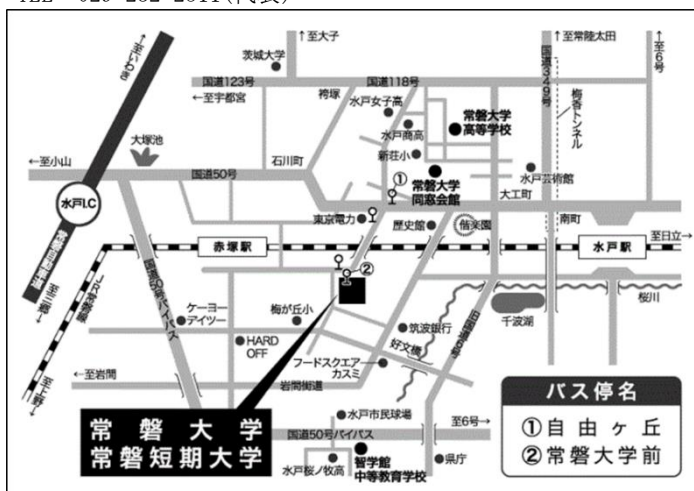 TEL 029-232-2511(代表)
↑至大子
↑至常陸太田
↑至6号
↑至いわき
茨城大学
国道123号
国道118号
国道349号
←至宇都宮
袴塚
水戸女子高
常磐大学
高等学校
梅香トンネル
水戸商高
大塚池
新荘小
石川町
←至小山
国道50号
①
常磐大学
同窓会館
水戸芸術館
大工町
水戸I.C
東京電力
歴史館
偕楽園
南町
常磐自動車道
赤塚駅
水戸駅
至日立→
②
国道50号バイパス
JR常磐線
至三郷→
桜川
ケーヨー
デイツー
梅が丘小
千波湖
旧国道6号
筑波銀行
HARD
OFF
好文橋
フードスクエア
カスミ
至上野→
←至岩間
岩間街道
バス停名
①自由ヶ丘
②常磐大学前
水戸市民球場
至6号→
常磐大学
常磐短期大学
国道50号バイパス
水戸桜ノ牧高
智学館
中等教育学校
県庁